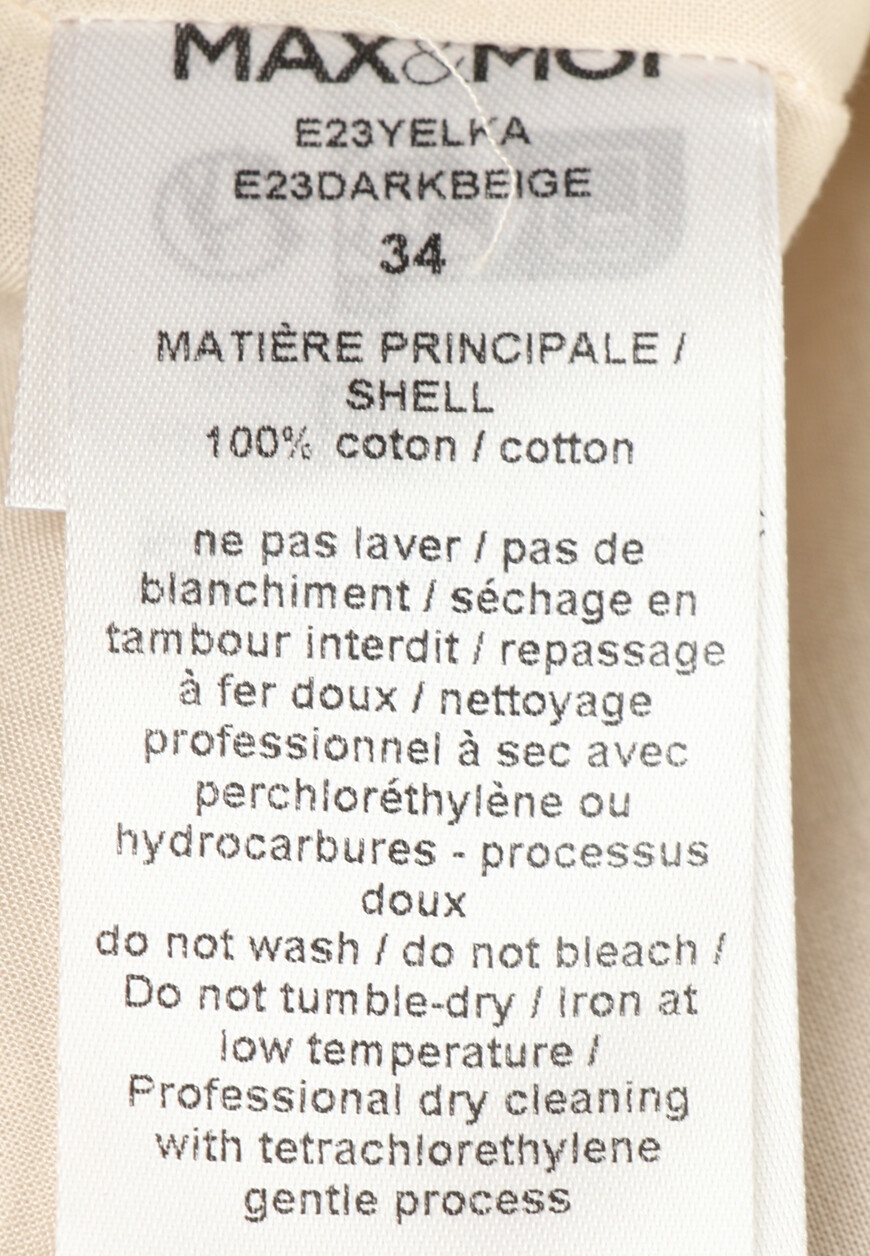 MAX&MOI
E23YELKA
E23DARKBEIGE
34
MATIÈRE PRINCIPALE /
SHELL
100% coton / cotton
ne pas laver / pas de
blanchiment / séchage en
tambour interdit / repassage
à fer doux / nettoyage
professionnel à sec avec
perchloréthylène ou
hydrocarbures - processus
doux
do not wash / do not bleach /
Do not tumble-dry / Iron at
low temperature /
Professional dry cleaning
with tetrachlorethylene
gentle process